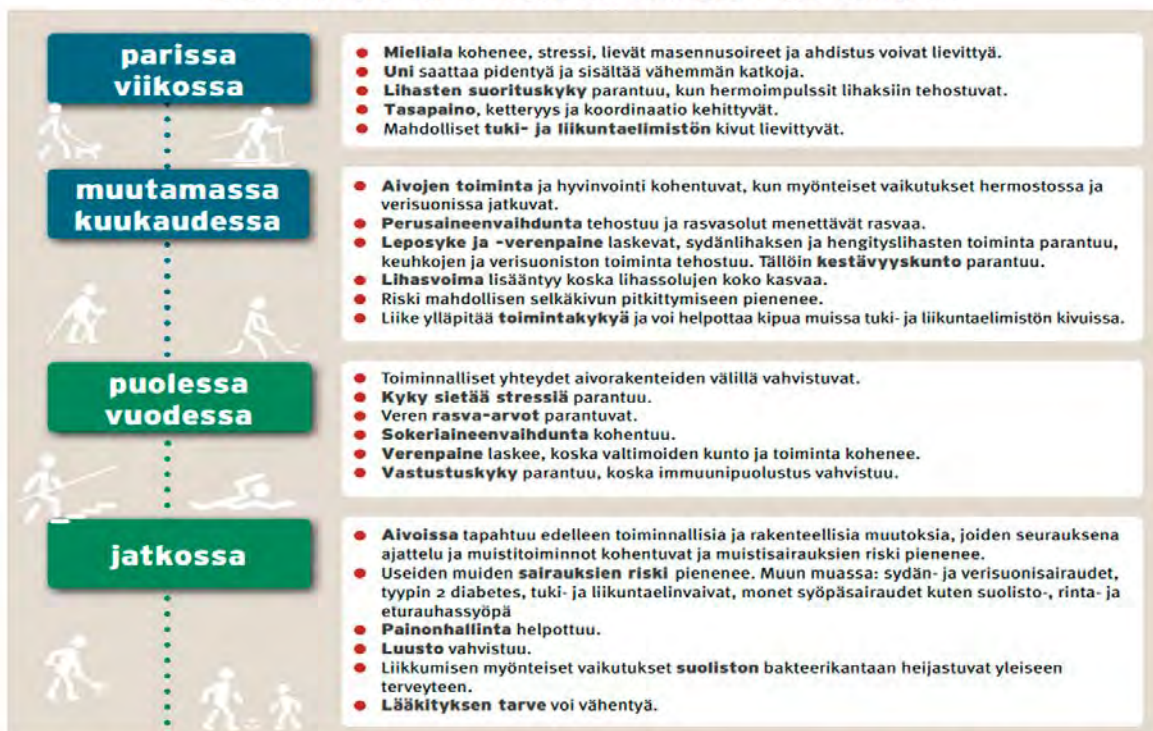 parissa
viikossa
Mieliala kohenee, stressi, lievät masennusoireet ja ahdistus voivat lievittyä.
Uni saattaa pidentyä ja sisältää vähemmän katkoja.
Lihasten suorituskyky parantuu, kun hermoimpulssit lihaksiin tehostuvat.
Tasapaino, ketteryys ja koordinaatio kehittyvät.
Mahdolliset tuki- ja liikuntaelimistön kivut lievittyvät.
muutamassa
kuukaudessa
Aivojen toiminta ja hyvinvointi kohentuvat, kun myönteiset vaikutukset hermostossa ja
verisuonissa jatkuvat.
Perusaineenvaihdunta tehostuu ja rasvasolut menettävät rasvaa.
Leposyke ja -verenpaine laskevat, sydänlihaksen ja hengityslihasten toiminta parantuu,
keuhkojen ja verisuoniston toiminta tehostuu. Tällöin kestävyyskunto parantuu.
Lihasvoima lisääntyy koska lihassolujen koko kasvaa.
Riski mahdollisen selkäkivun pitkittymiseen pienenee.
Liike ylläpitää toimintakykyä ja voi helpottaa kipua muissa tuki- ja liikuntaelimistön kivuissa.
puolessa
vuodessa
Toiminnalliset yhteydet aivorakenteiden välillä vahvistuvat.
Kyky sietää stressiä parantuu.
Veren rasva-arvot parantuvat.
Sokeriaineenvaihdunta kohentuu.
Verenpaine laskee, koska valtimoiden kunto ja toiminta kohenee.
Vastustuskyky parantuu, koska immuunipuolustus vahvistuu.
jatkossa
Aivoissa tapahtuu edelleen toiminnallisia ja rakenteellisia muutoksia, joiden seurauksena
ajattelu ja muistitoiminnot kohentuvat ja muistisairauksien riski pienenee.
Useiden muiden sairauksien riski pienenee. Muun muassa: sydän- ja verisuonisairaudet,
tyypin 2 diabetes, tuki- ja liikuntaelinvaivat, monet syöpäsairaudet kuten suolisto-, rinta- ja
eturauhassyöpä
Painonhallinta helpottuu.
Luusto vahvistuu.
Liikkumisen myönteiset vaikutukset suoliston bakteerikantaan heijastuvat yleiseen
terveyteen.
Lääkityksen tarve voi vähentyä.